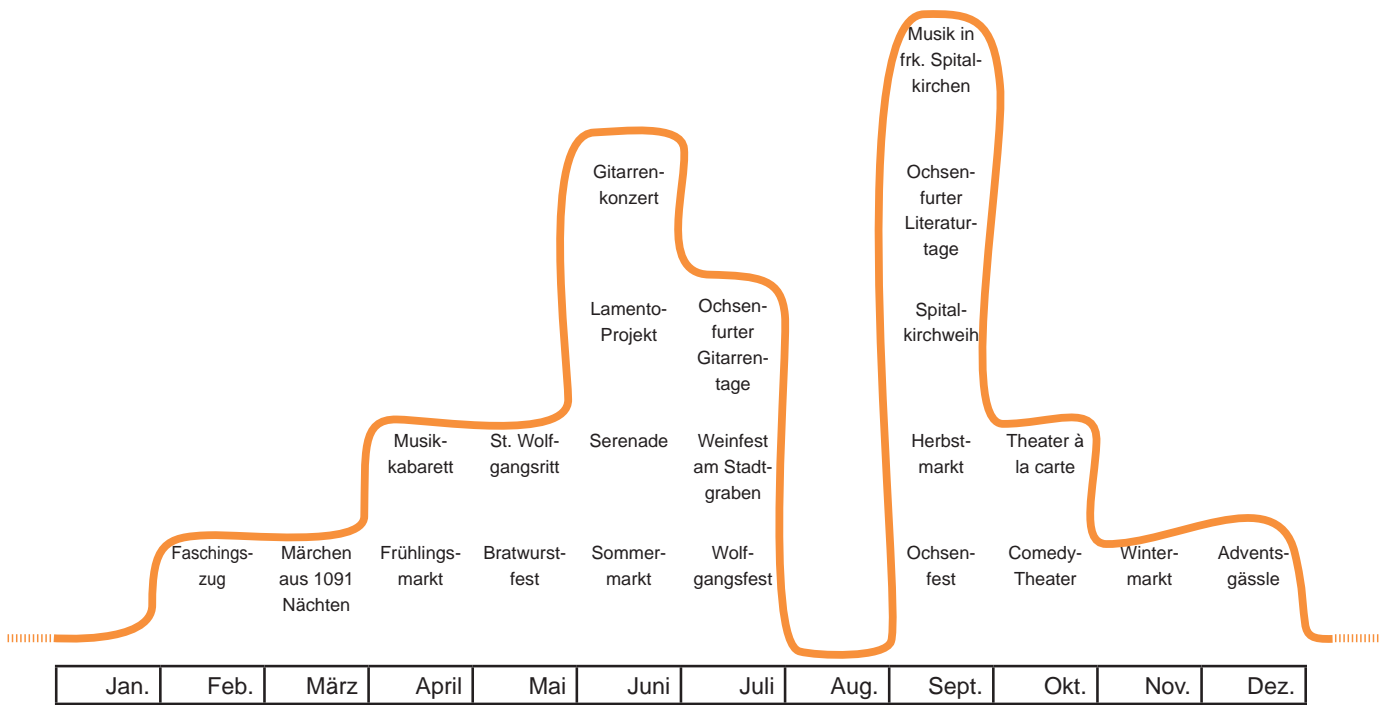 Musik in
frk. Spital-
kirchen
Gitarren-
konzert
Ochsen-
furter
Literatur-
tage
Lamento-
Projekt
Ochsen-
furter
Gitarren-
tage
Spital-
kirchweih
Musik-
kabarett
St. Wolf-
gangsritt
Serenade
Weinfest
am Stadt-
graben
Herbst-
markt
Theater à
la carte
Faschings-
zug
Märchen
aus 1091
Nächten
Frühlings-
markt
Bratwurst-
fest
Sommer-
markt
Wolf-
gangsfest
Ochsen-
fest
Comedy-
Theater
Winter-
markt
Advents-
gässle
Jan. Feb. März April Mai Juni Juli Aug. Sept. Okt. Nov. Dez.